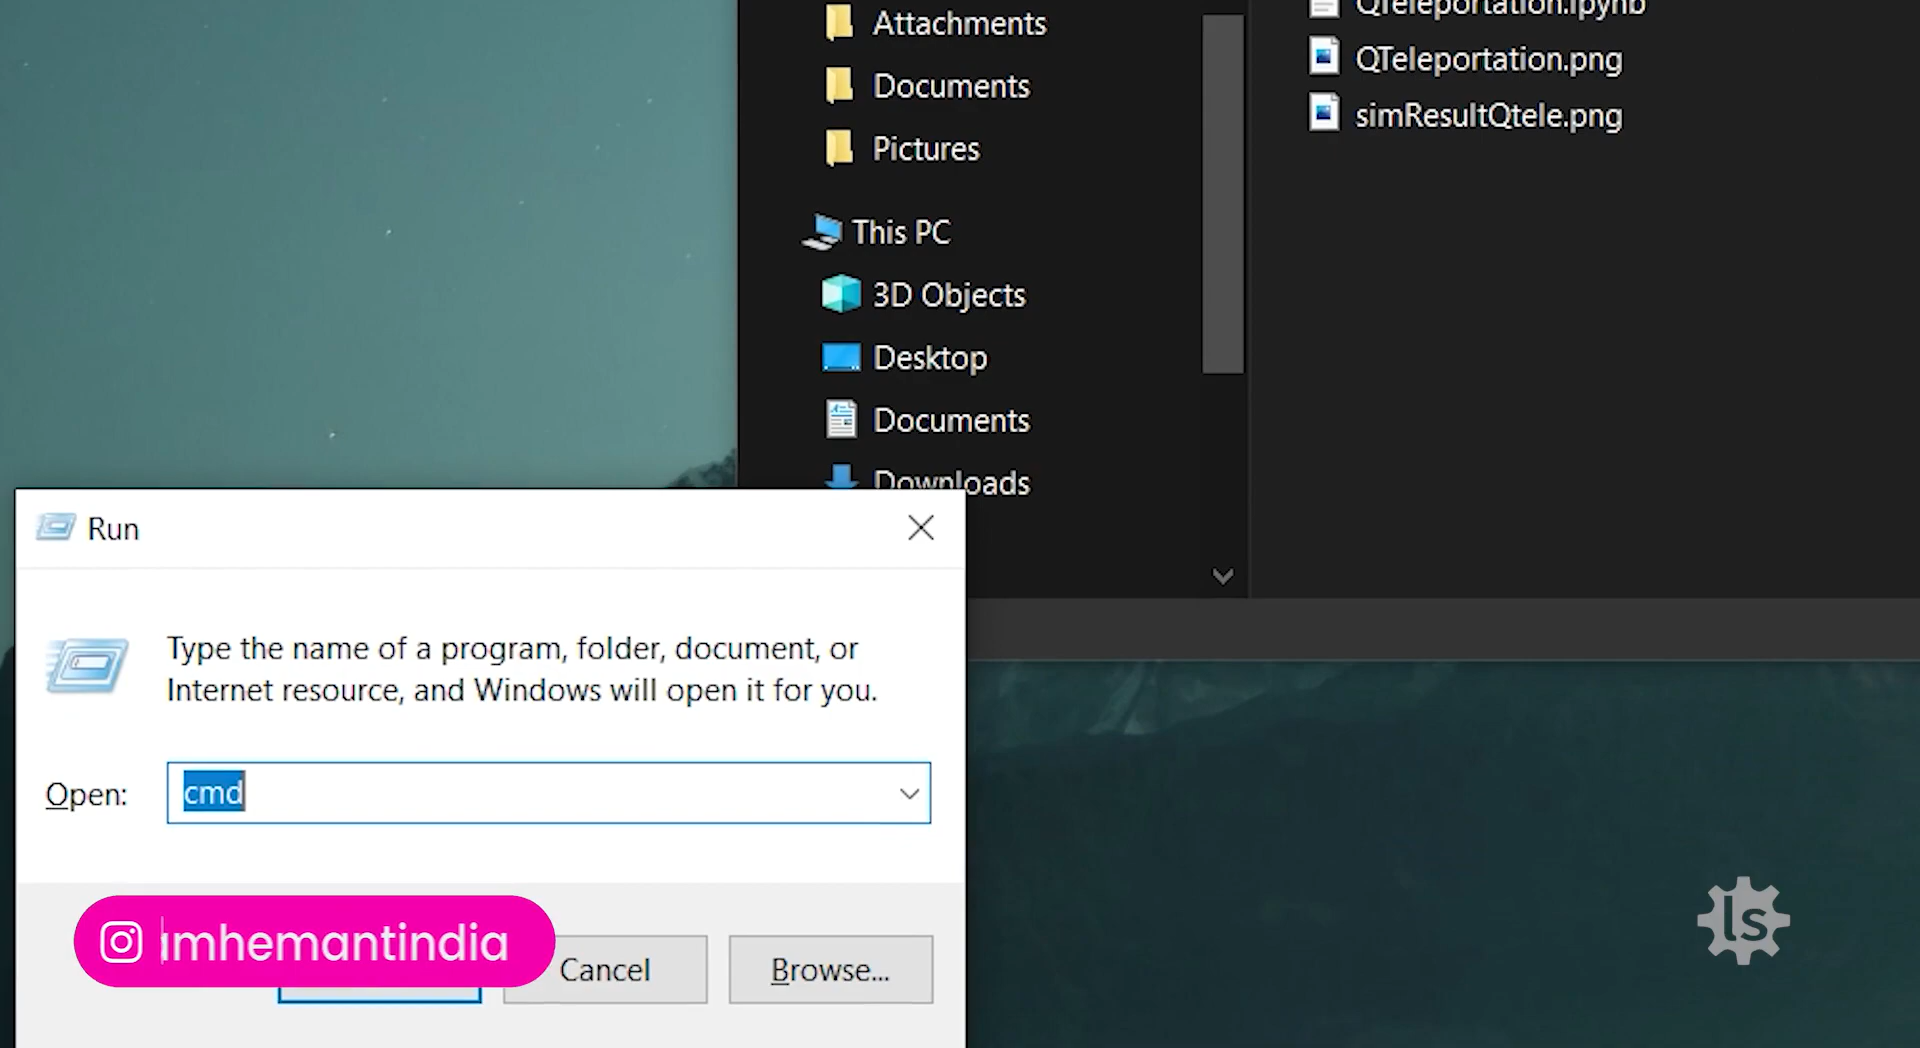 Attachments
Documents
Pictures
This PC
3D Objects
Desktop
Documents
Downloads
QTeleportation.ipynb
QTeleportation.png
simResultQtele.png
Run
Type the name of a program, folder, document, or
Internet resource, and Windows will open it for you.
Open:
cmd
imhemantindia
Cancel
Browse...
ls